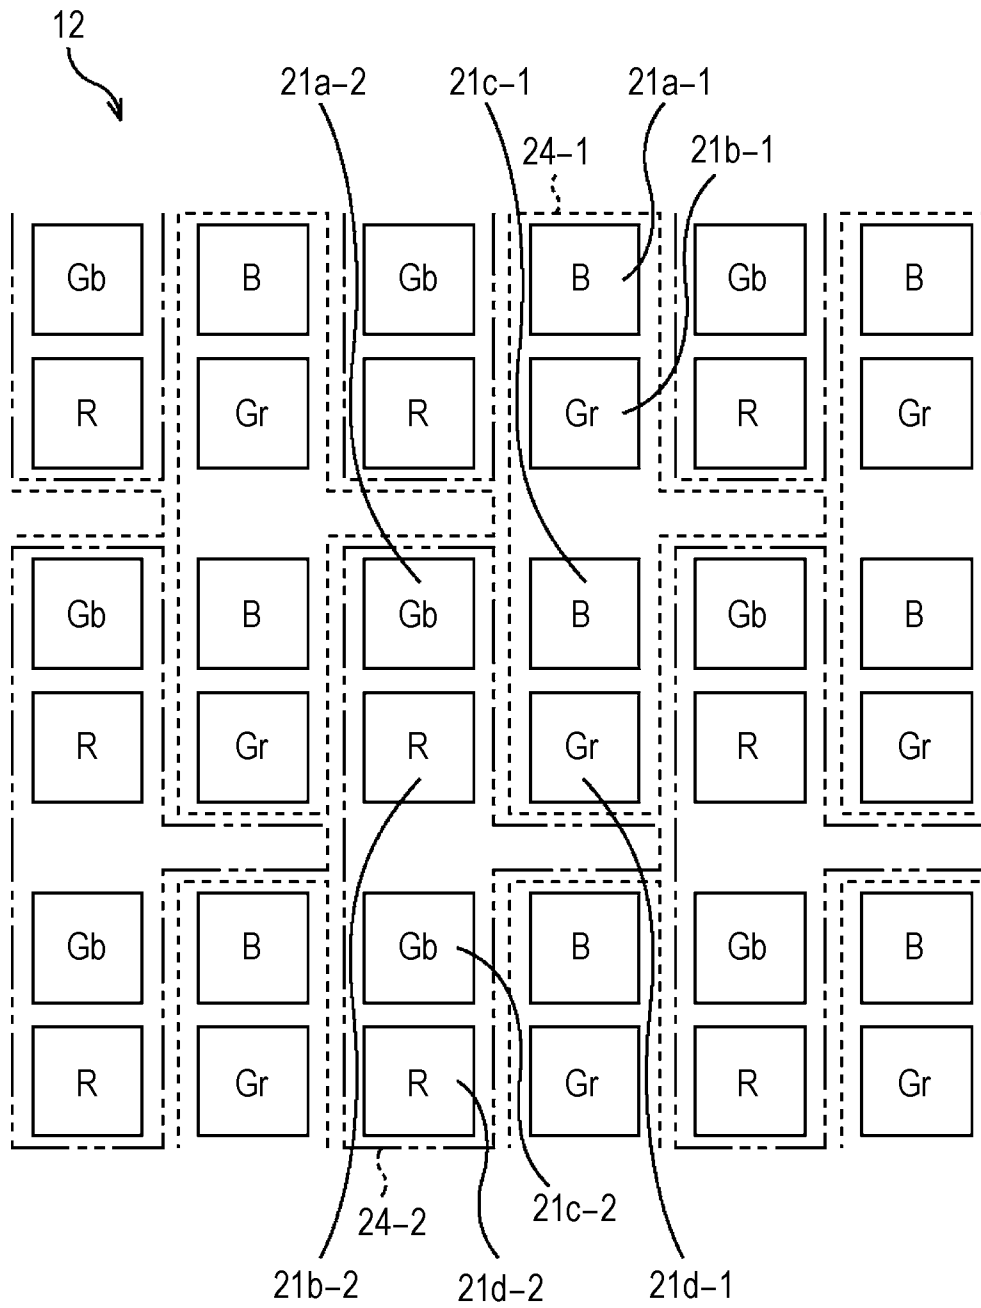 12
21a-2 21c-1 21a-1
24-1 21b-1
Gb B Gb B Gb B
R Gr R Gr R Gr
Gb B Gb B Gb B
R Gr R Gr R Gr
Gb B Gb B Gb B
R Gr R Gr R Gr
24-2 21c-2
21b-2 21d-2 21d-1